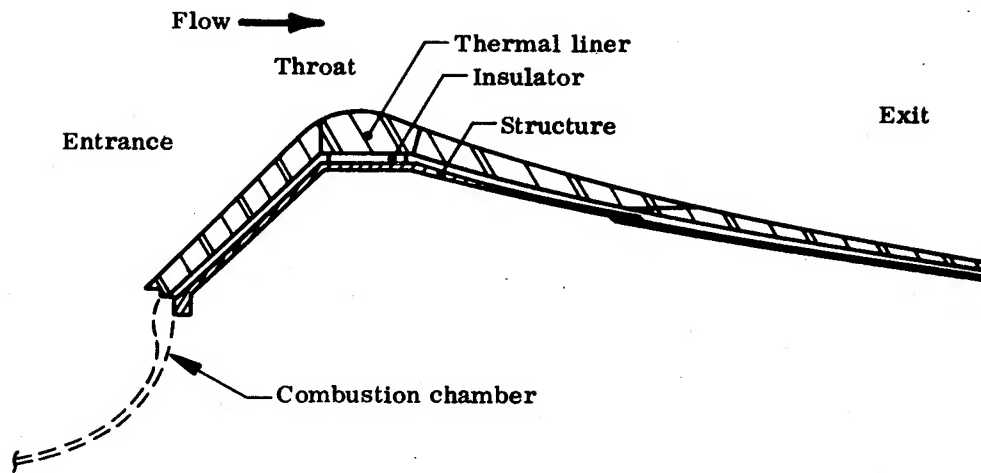 Flow
Thermal liner
Throat
Insulator
Structure
Exit
Entrance
Combustion chamber